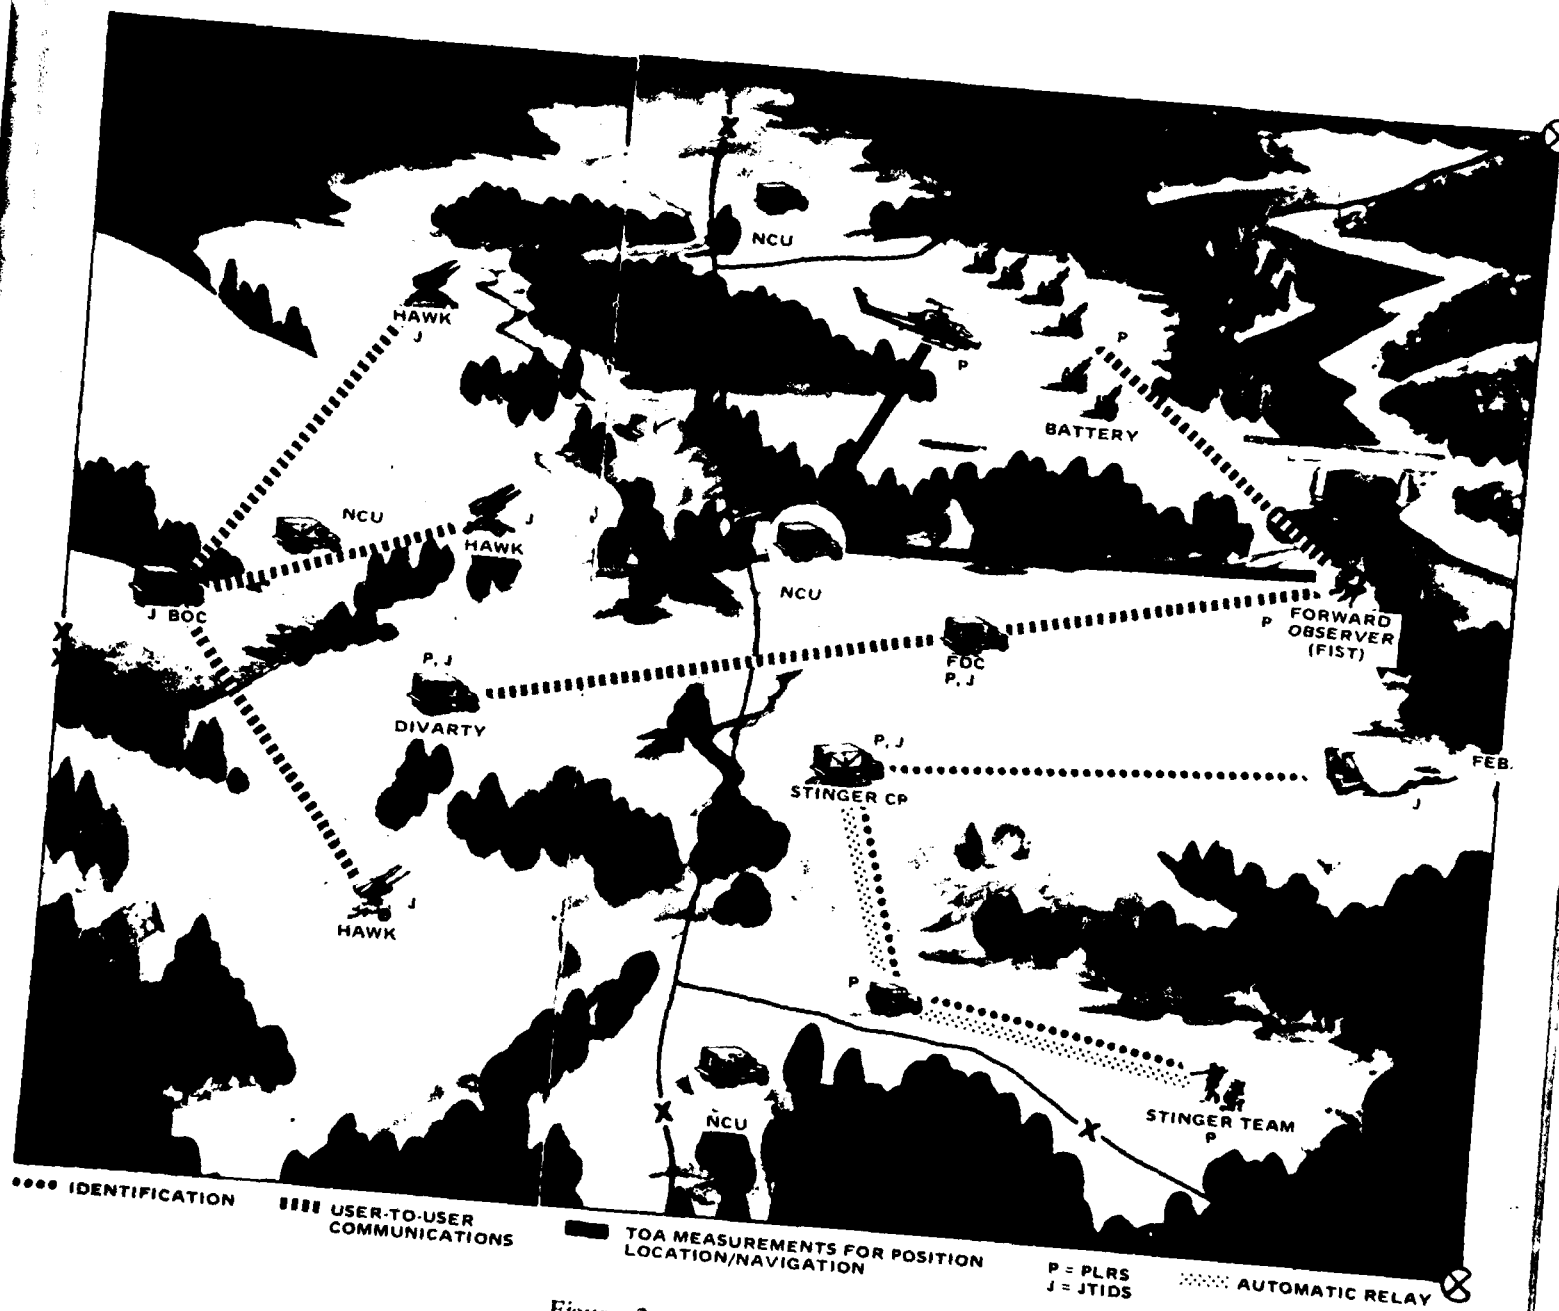 NCU
HAWK
J
P
P
BATTERY
NCU
J
J
HAWK
NCU
J BOC
FORWARD
OBSERVER
(FIST)
P
FDC
P, J
P, J
DIVARTY
P, J
STINGER CP
FEB.
J
J
HAWK
P
NCU
STINGER TEAM
P
IDENTIFICATION
USER-TO-USER
COMMUNICATIONS
TOA MEASUREMENTS FOR POSITION
LOCATION/NAVIGATION
P = PLRS
J = JTIDS
AUTOMATIC RELAY